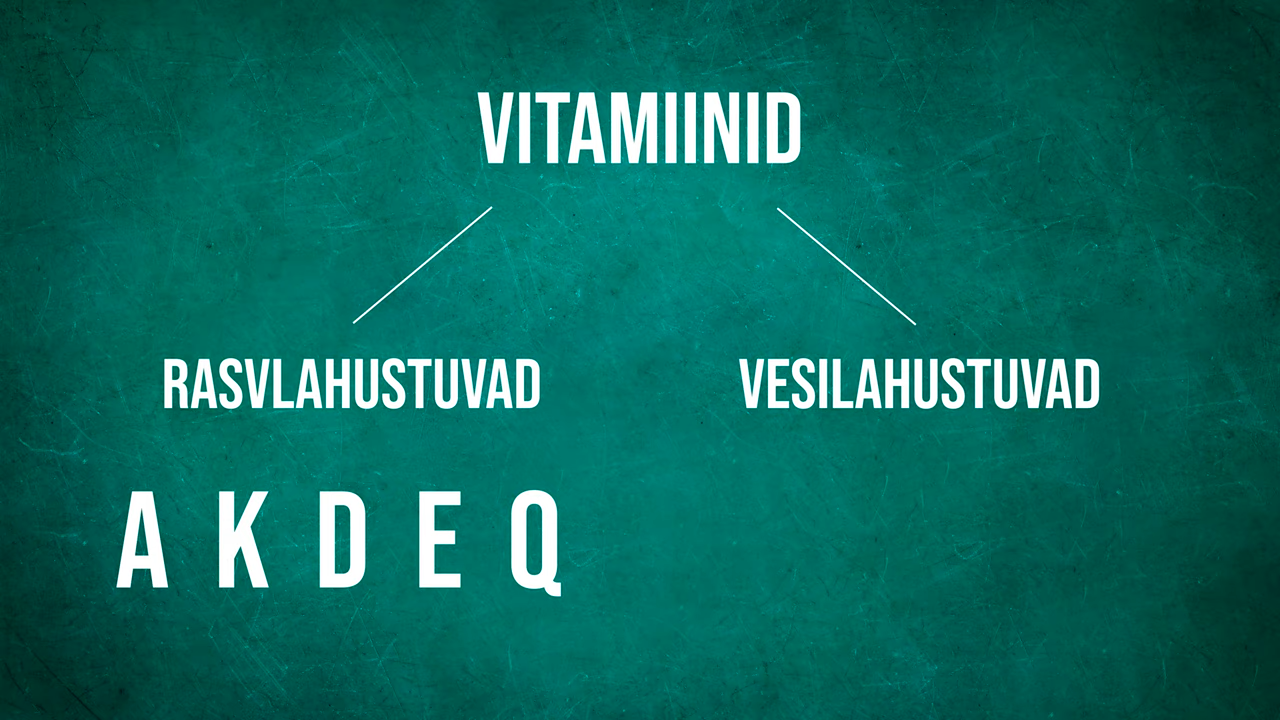 VITAMIINID
RASVLAHUSTUVAD
VESILAHUSTUVAD
A K D E Q